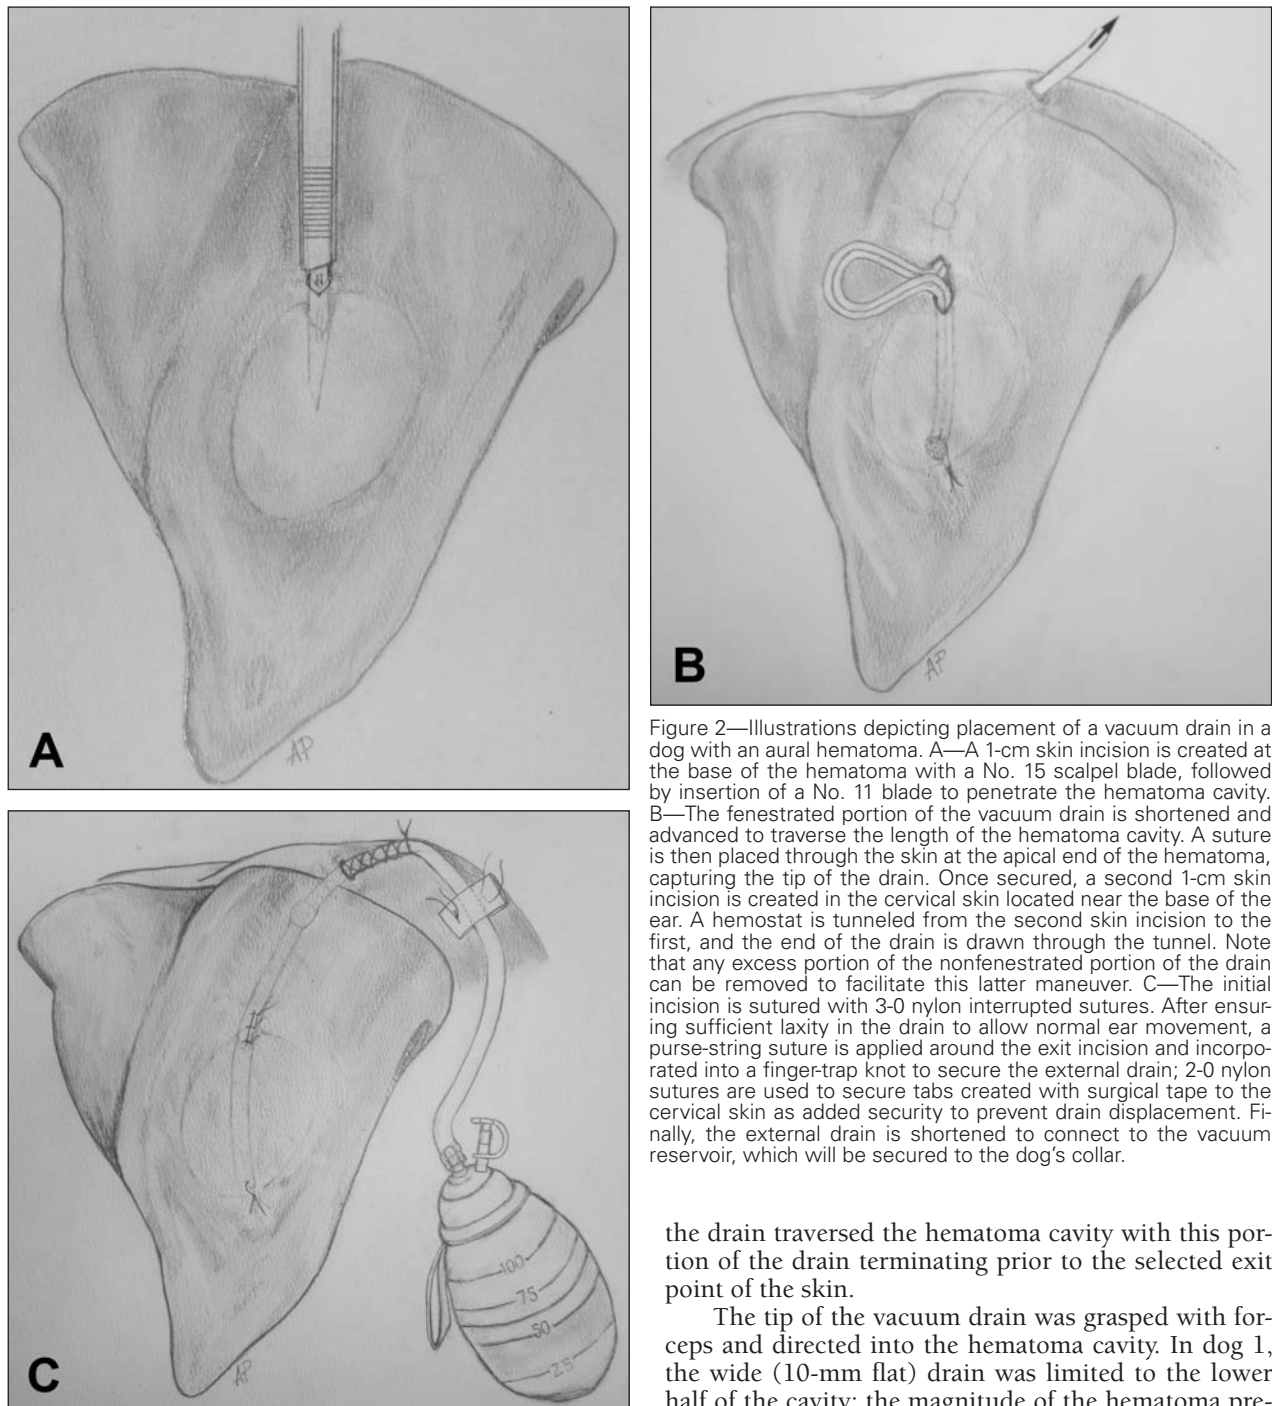 A
AP
B
AP
C
AP
100
75
50
25
Figure 2—Illustrations depicting placement of a vacuum drain in a
dog with an aural hematoma. A—A 1-cm skin incision is created at
the base of the hematoma with a No. 15 scalpel blade, followed
by insertion of a No. 11 blade to penetrate the hematoma cavity.
B—The fenestrated portion of the vacuum drain is shortened and
advanced to traverse the length of the hematoma cavity. A suture
is then placed through the skin at the apical end of the hematoma,
capturing the tip of the drain. Once secured, a second 1-cm skin
incision is created in the cervical skin located near the base of the
ear. A hemostat is tunneled from the second skin incision to the
first, and the end of the drain is drawn through the tunnel. Note
that any excess portion of the nonfenestrated portion of the drain
can be removed to facilitate this latter maneuver. C—The initial
incision is sutured with 3-0 nylon interrupted sutures. After ensur-
ing sufficient laxity in the drain to allow normal ear movement, a
purse-string suture is applied around the exit incision and incorpo-
rated into a finger-trap knot to secure the external drain; 2-0 nylon
sutures are used to secure tabs created with surgical tape to the
cervical skin as added security to prevent drain displacement. Fi-
nally, the external drain is shortened to connect to the vacuum
reservoir, which will be secured to the dog's collar.
the drain traversed the hematoma cavity with this por-
tion of the drain terminating prior to the selected exit
point of the skin.
The tip of the vacuum drain was grasped with for-
ceps and directed into the hematoma cavity. In dog 1,
the wide (10-mm flat) drain was limited to the lower
half of the cavity; the magnitude of the hematoma pre-